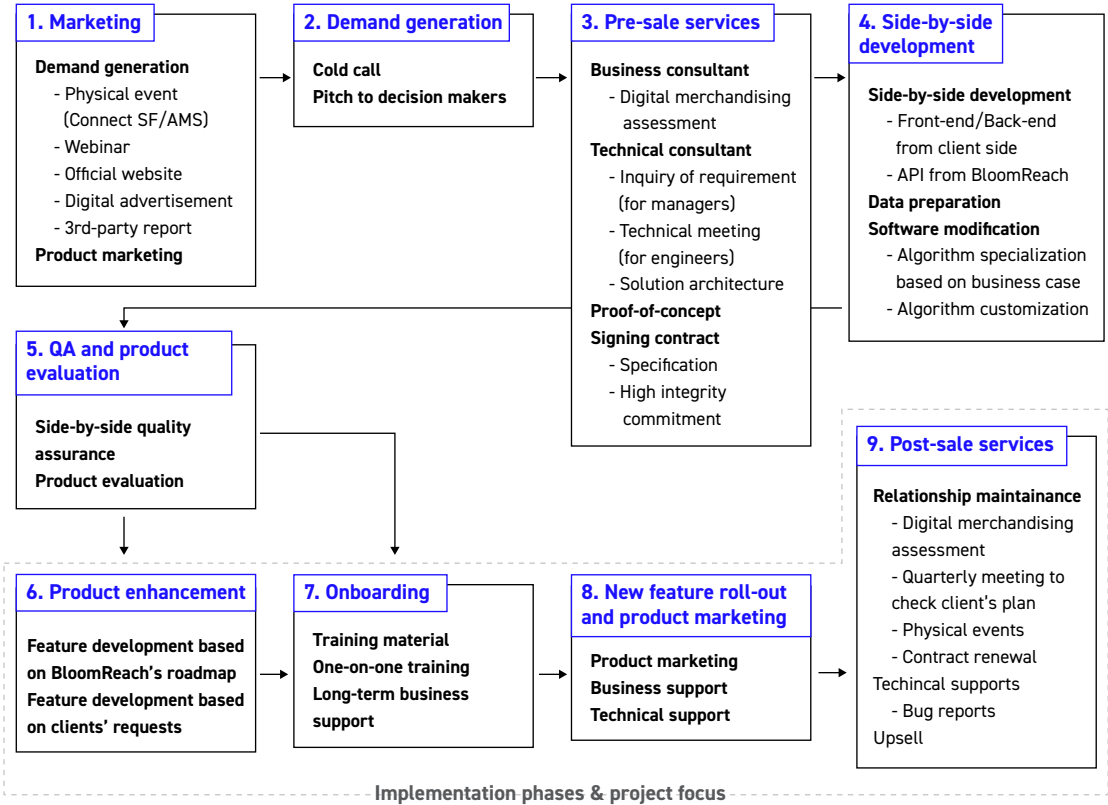 1. Marketing
Demand generation
- Physical event
(Connect SF/AMS)
- Webinar
- Official website
- Digital advertisement
- 3rd-party report
Product marketing
2. Demand generation
Cold call
Pitch to decision makers
3. Pre-sale services
Business consultant
- Digital merchandising
assessment
Technical consultant
- Inquiry of requirement
(for managers)
- Technical meeting
(for engineers)
- Solution architecture
Proof-of-concept
Signing contract
- Specification
- High integrity
commitment
4. Side-by-side
development
Side-by-side development
- Front-end/Back-end
from client side
- API from BloomReach
Data preparation
Software modification
- Algorithm specialization
based on business case
- Algorithm customization
5. QA and product
evaluation
Side-by-side quality
assurance
Product evaluation
6. Product enhancement
Feature development based
on BloomReach's roadmap
Feature development based
on clients' requests
7. Onboarding
Training material
One-on-one training
Long-term business
support
8. New feature roll-out
and product marketing
Product marketing
Business support
Technical support
9. Post-sale services
Relationship maintainance
- Digital merchandising
assessment
- Quarterly meeting to
check client's plan
- Physical events
- Contract renewal
Techincal supports
- Bug reports
Upsell
Implementation phases & project focus